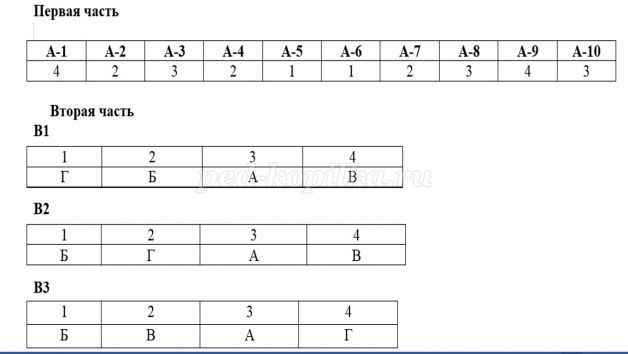 Первая часть
А-1 А-2 А-3 А-4 А-5 А-6 А-7 А-8 А-9 А-10
4 2 3 2 1 1 2 3 4 3
Вторая часть
В1
1 2 3 4
Г Б А В
ped-kopilka.ru
В2
1 2 3 4
Б Г А В
В3
1 2 3 4
Б В А Г